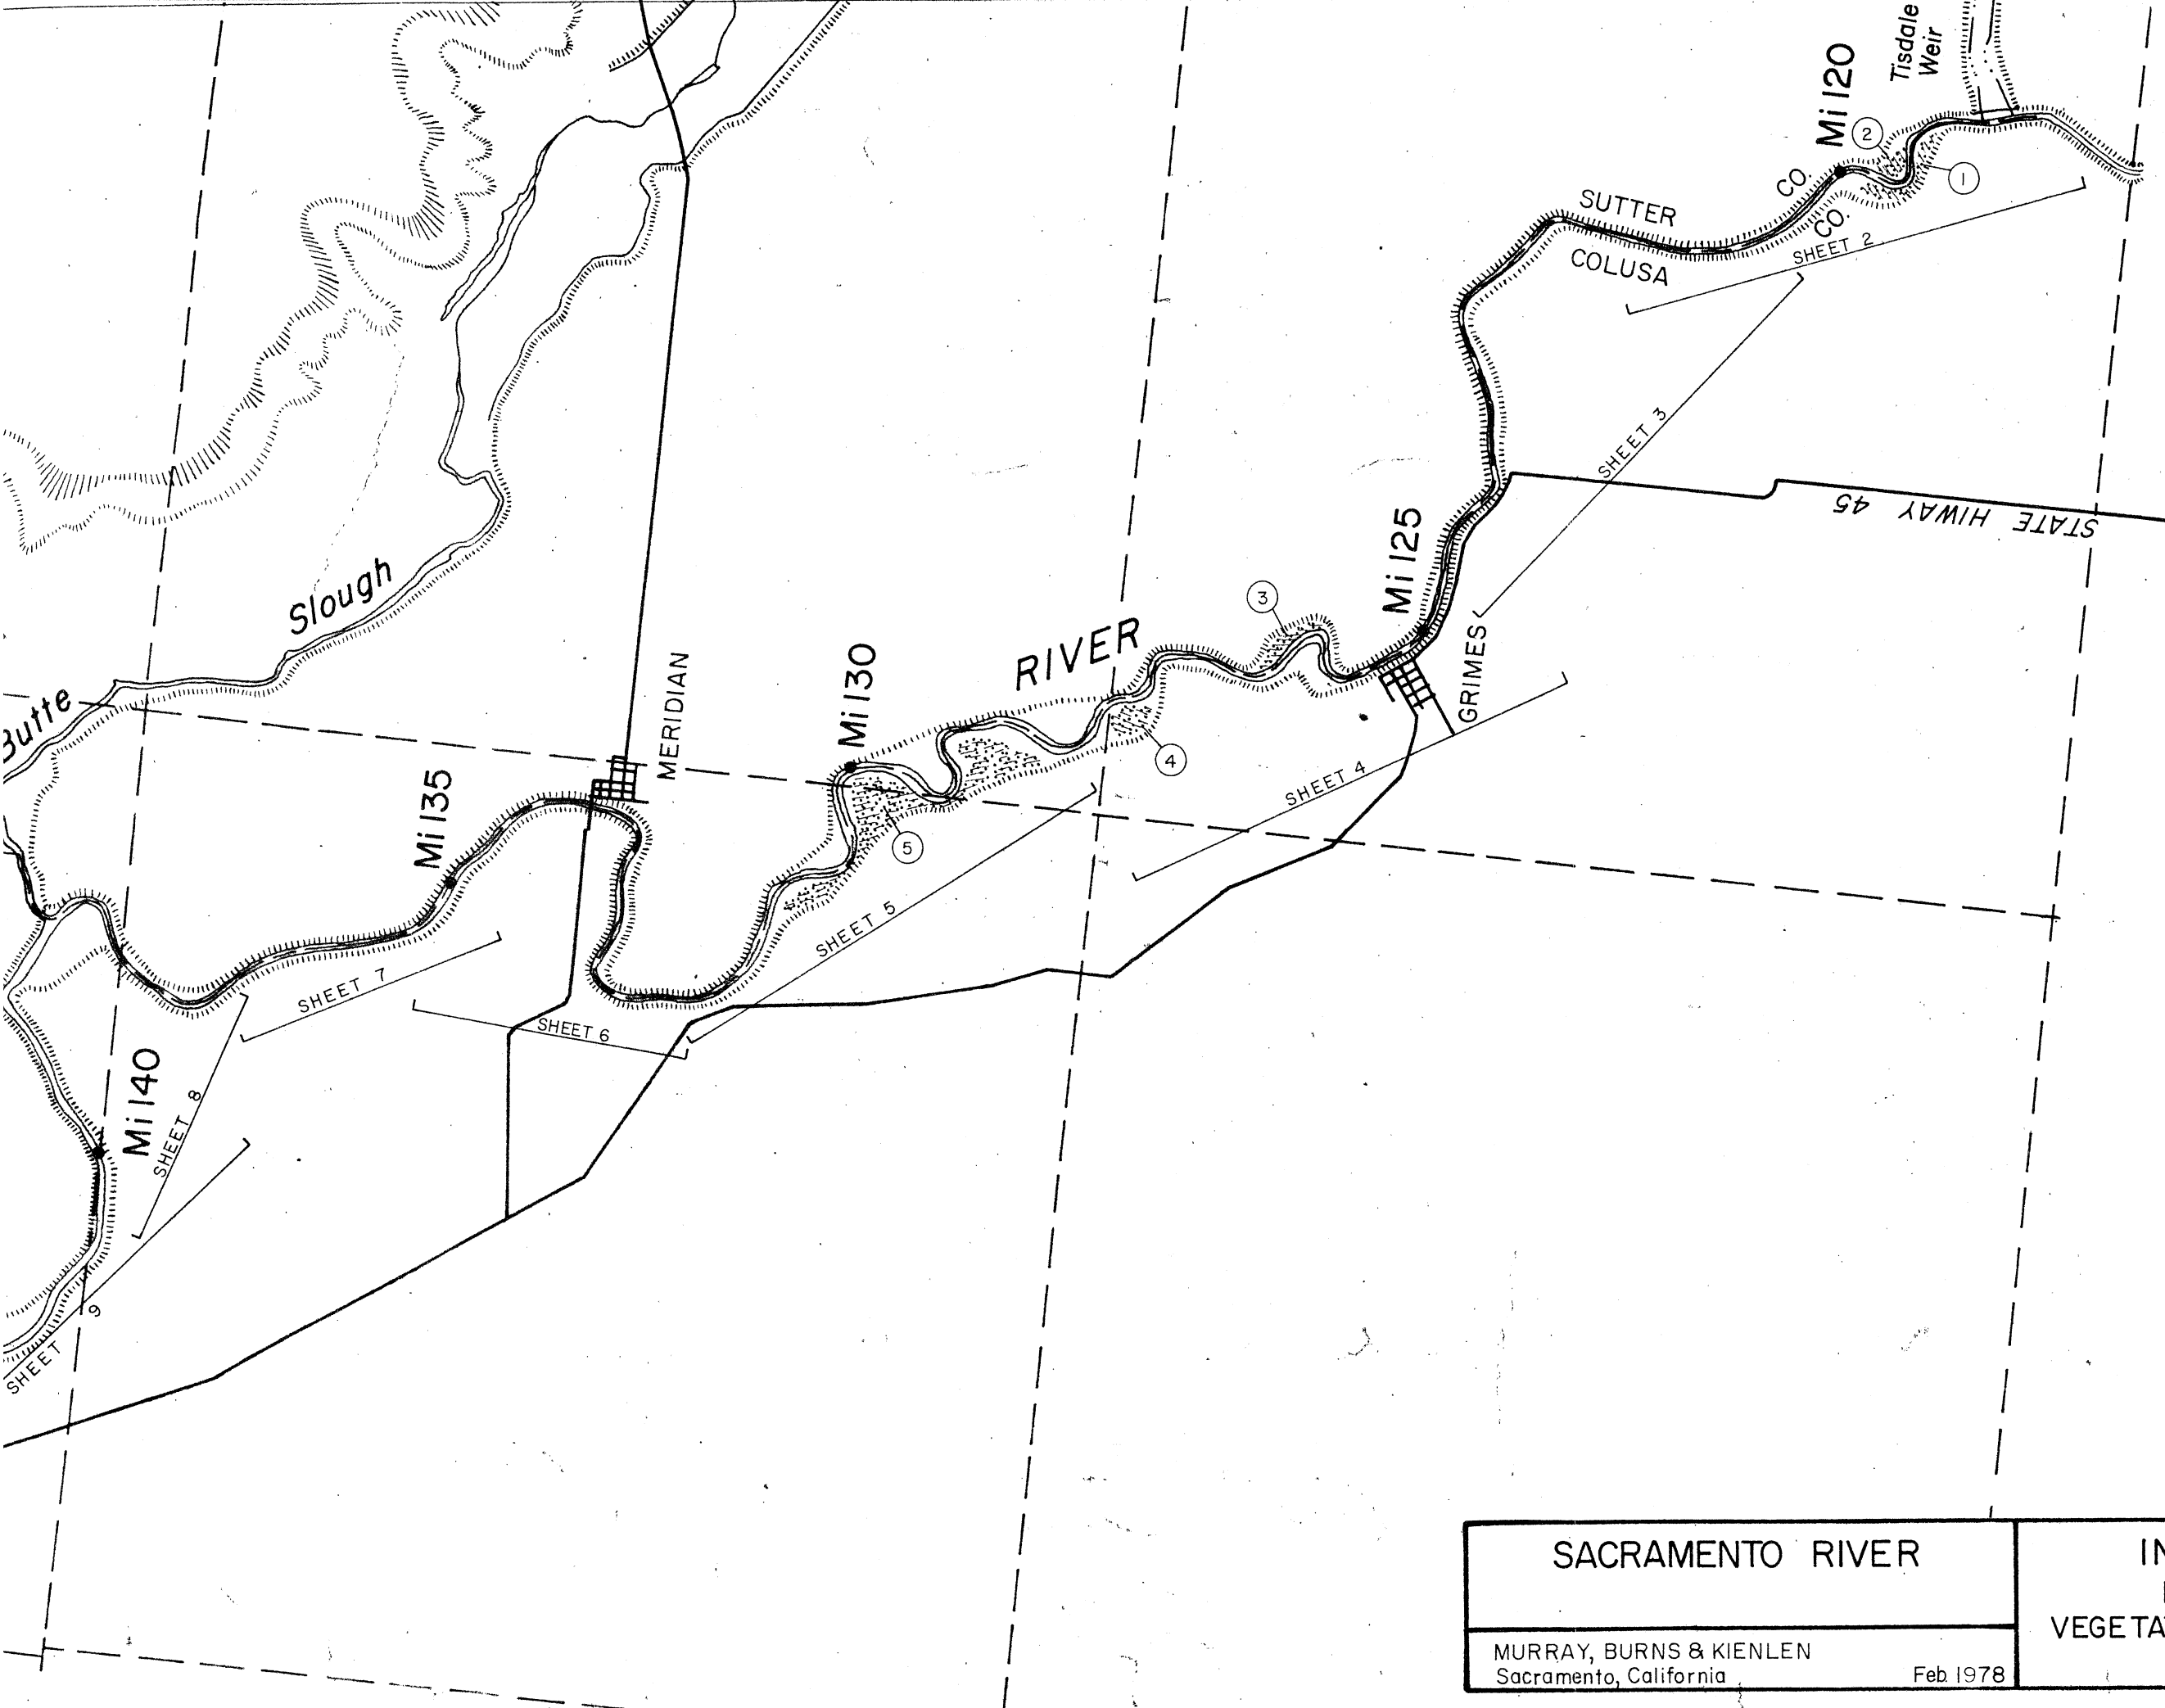 Tisdale
Weir
Mi 120
2
1
CO.
SUTTER
CO.
COLUSA
SHEET 2
SHEET 3
STATE HIWAY 45
Mi 125
Slough
3
RIVER
GRIMES
MERIDIAN
Mi 130
Butte
4
SHEET 4
Mi 135
5
SHEET 5
SHEET 7
SHEET 6
Mi 140
SHEET 8
SHEET 9
SACRAMENTO RIVER
MURRAY, BURNS & KIENLEN
Sacramento, California
Feb. 1978
IN
VEGETA